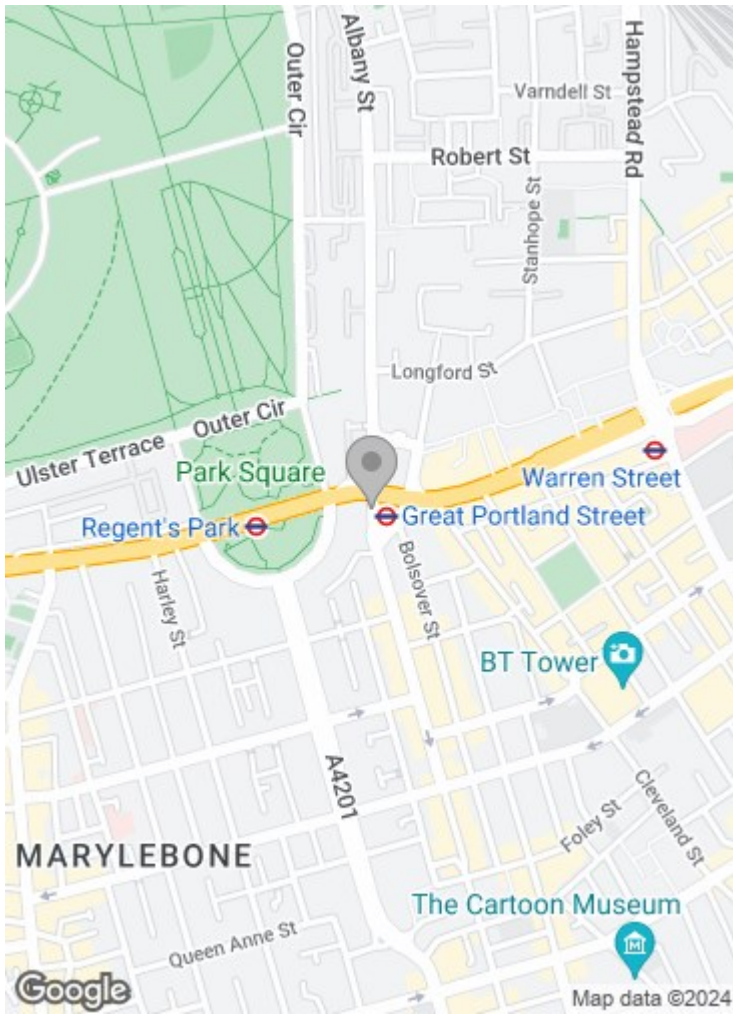 Outer Cir
Albany St
Hampstead Rd
Varndell St
Robert St
Stanhope St
Longford St
Outer Cir
Ulster Terrace
Park Square
Warren Street
Regent's Park
Great Portland Street
Bolsover St
Harley St
BT Tower
A4201
Cleveland St
Foley St
MARYLEBONE
The Cartoon Museum
Queen Anne St
M
Google
Map data ©2024